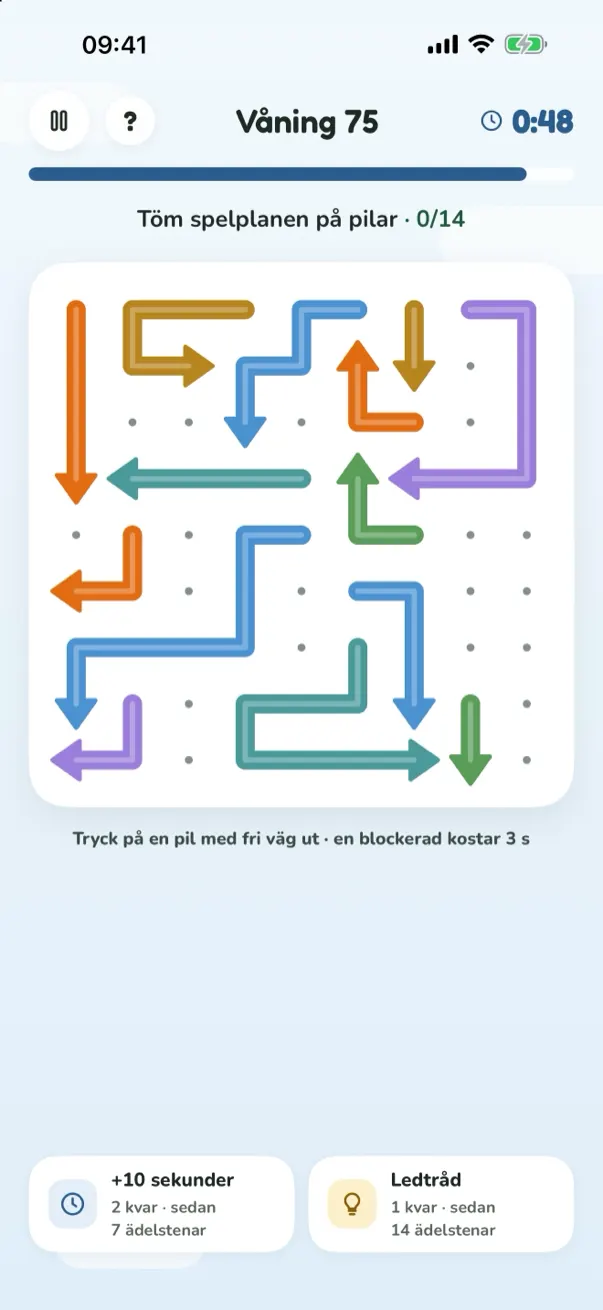 09:41
? Våning 75 0:48
Töm spelplanen på pilar · 0/14
Tryck på en pil med fri väg ut · en blockerad kostar 3 s
+10 sekunder
2 kvar · sedan
7 ädelstenar
Ledtråd
1 kvar · sedan
14 ädelstenar